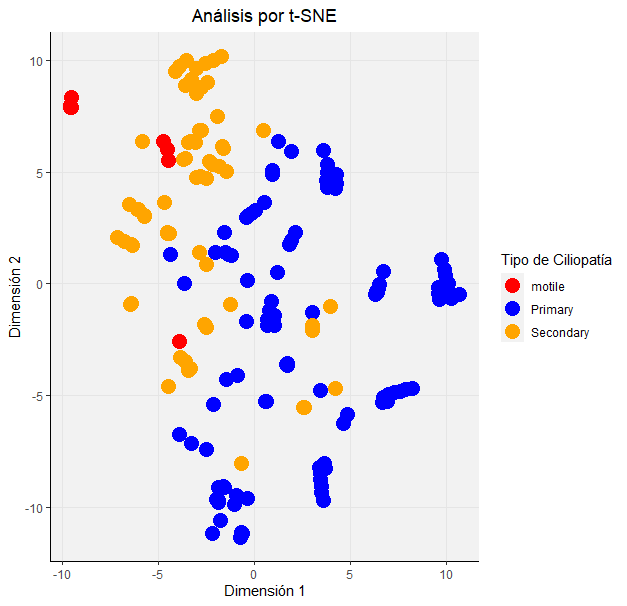 Análisis por t-SNE
Dimensión 2
10
5
0
-5
-10
-10
-5
0
5
10
Dimensión 1
Tipo de Ciliopatía
motile
Primary
Secondary